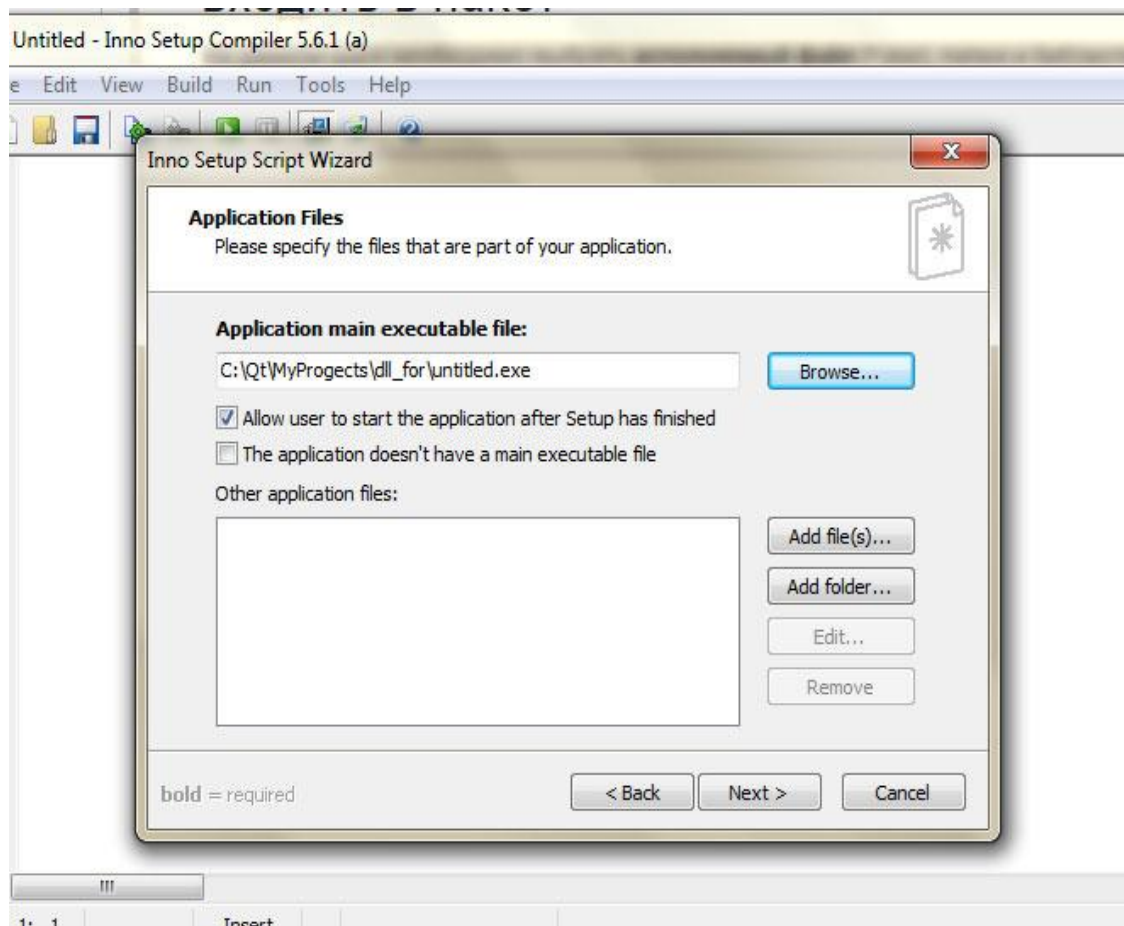 входить в пакет
Untitled - Inno Setup Compiler 5.6.1 (a)
e Edit View Build Run Tools Help
Inno Setup Script Wizard
X
Application Files
Please specify the files that are part of your application.
Application main executable file:
C:\Qt\MyProgects\dll_for\untitled.exe
Browse...
Allow user to start the application after Setup has finished
The application doesn't have a main executable file
Other application files:
Add file(s)...
Add folder...
Edit...
Remove
bold = required
< Back
Next >
Cancel
1: 1
Insert